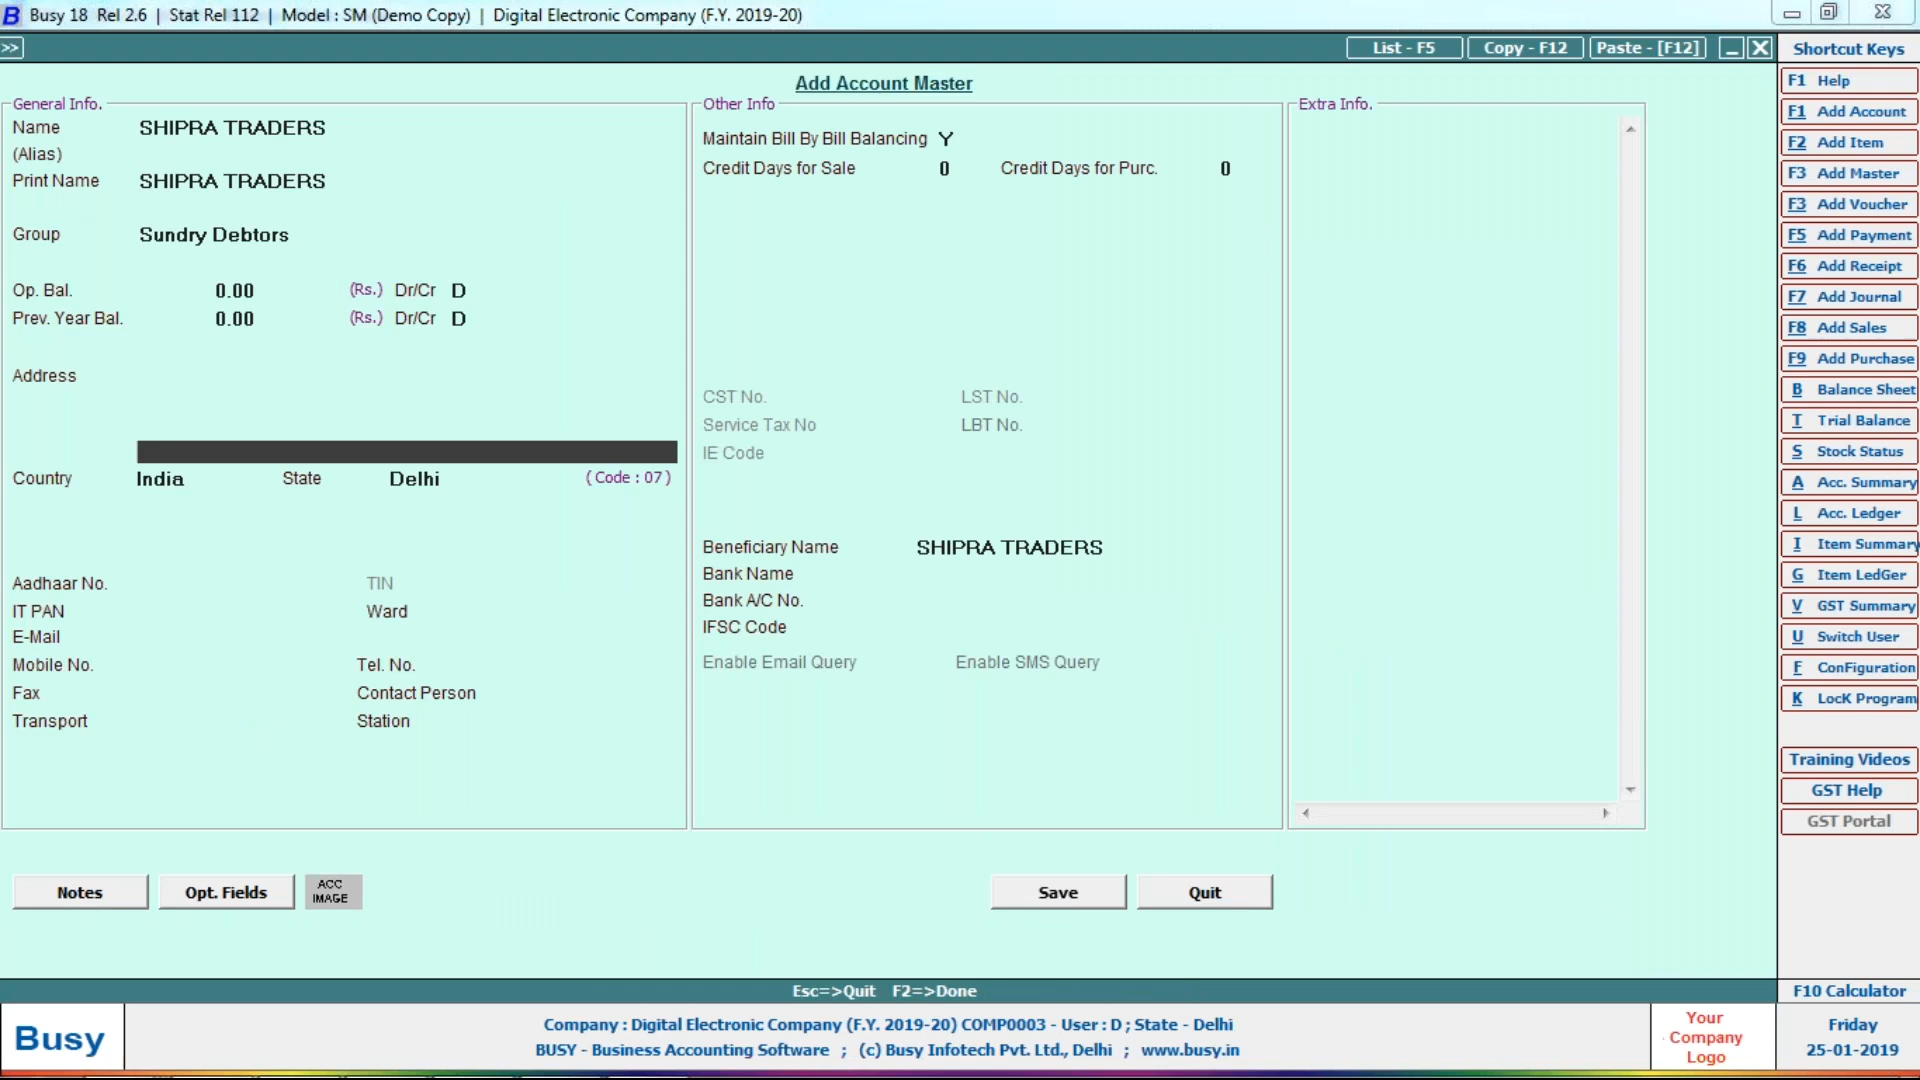 B Busy 18 Rel 2.6 | Stat Rel 112 | Model : SM (Demo Copy) | Digital Electronic Company (F.Y. 2019-20)
>> List - F5 Copy - F12 Paste - [F12]
Add Account Master
General Info.
Name SHIPRA TRADERS
(Alias)
Print Name SHIPRA TRADERS
Group Sundry Debtors
Op. Bal. 0.00 (Rs.) Dr/Cr D
Prev. Year Bal. 0.00 (Rs.) Dr/Cr D
Address
Country India State Delhi ( Code : 07 )
Aadhaar No. TIN
IT PAN Ward
E-Mail
Mobile No. Tel. No.
Fax Contact Person
Transport Station
Other Info
Maintain Bill By Bill Balancing Y
Credit Days for Sale 0 Credit Days for Purc. 0
CST No. LST No.
Service Tax No LBT No.
IE Code
Beneficiary Name SHIPRA TRADERS
Bank Name
Bank A/C No.
IFSC Code
Enable Email Query Enable SMS Query
Extra Info.
Notes Opt. Fields ACC IMAGE Save Quit
Esc=>Quit F2=>Done
Shortcut Keys
F1 Help
F1 Add Account
F2 Add Item
F3 Add Master
F3 Add Voucher
F5 Add Payment
F6 Add Receipt
F7 Add Journal
F8 Add Sales
F9 Add Purchase
B Balance Sheet
T Trial Balance
S Stock Status
A Acc. Summary
L Acc. Ledger
I Item Summary
G Item LedGer
V GST Summary
U Switch User
F ConFiguration
K LocK Program
Training Videos
GST Help
GST Portal
F10 Calculator
Busy
Company : Digital Electronic Company (F.Y. 2019-20) COMP0003 - User : D ; State - Delhi
BUSY - Business Accounting Software ; (c) Busy Infotech Pvt. Ltd., Delhi ; www.busy.in
Your
Company
Logo
Friday
25-01-2019